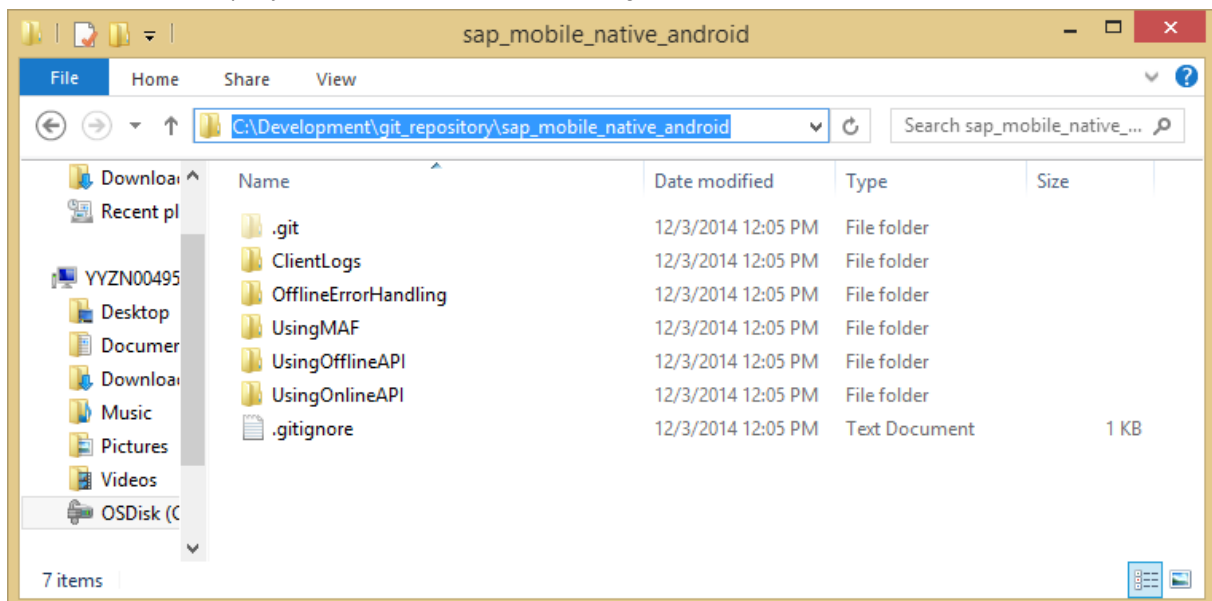 sap_mobile_native_android
File Home Share View
C:\Development\git_repository\sap_mobile_native_android Search sap_mobile_native_...
Name Date modified Type Size
Downloa
Recent pl
YYZN00495
Desktop
Documer
Downloa
Music
Pictures
Videos
OSDisk (C
.git 12/3/2014 12:05 PM File folder
ClientLogs 12/3/2014 12:05 PM File folder
OfflineErrorHandling 12/3/2014 12:05 PM File folder
UsingMAF 12/3/2014 12:05 PM File folder
UsingOfflineAPI 12/3/2014 12:05 PM File folder
UsingOnlineAPI 12/3/2014 12:05 PM File folder
.gitignore 12/3/2014 12:05 PM Text Document 1 KB
7 items